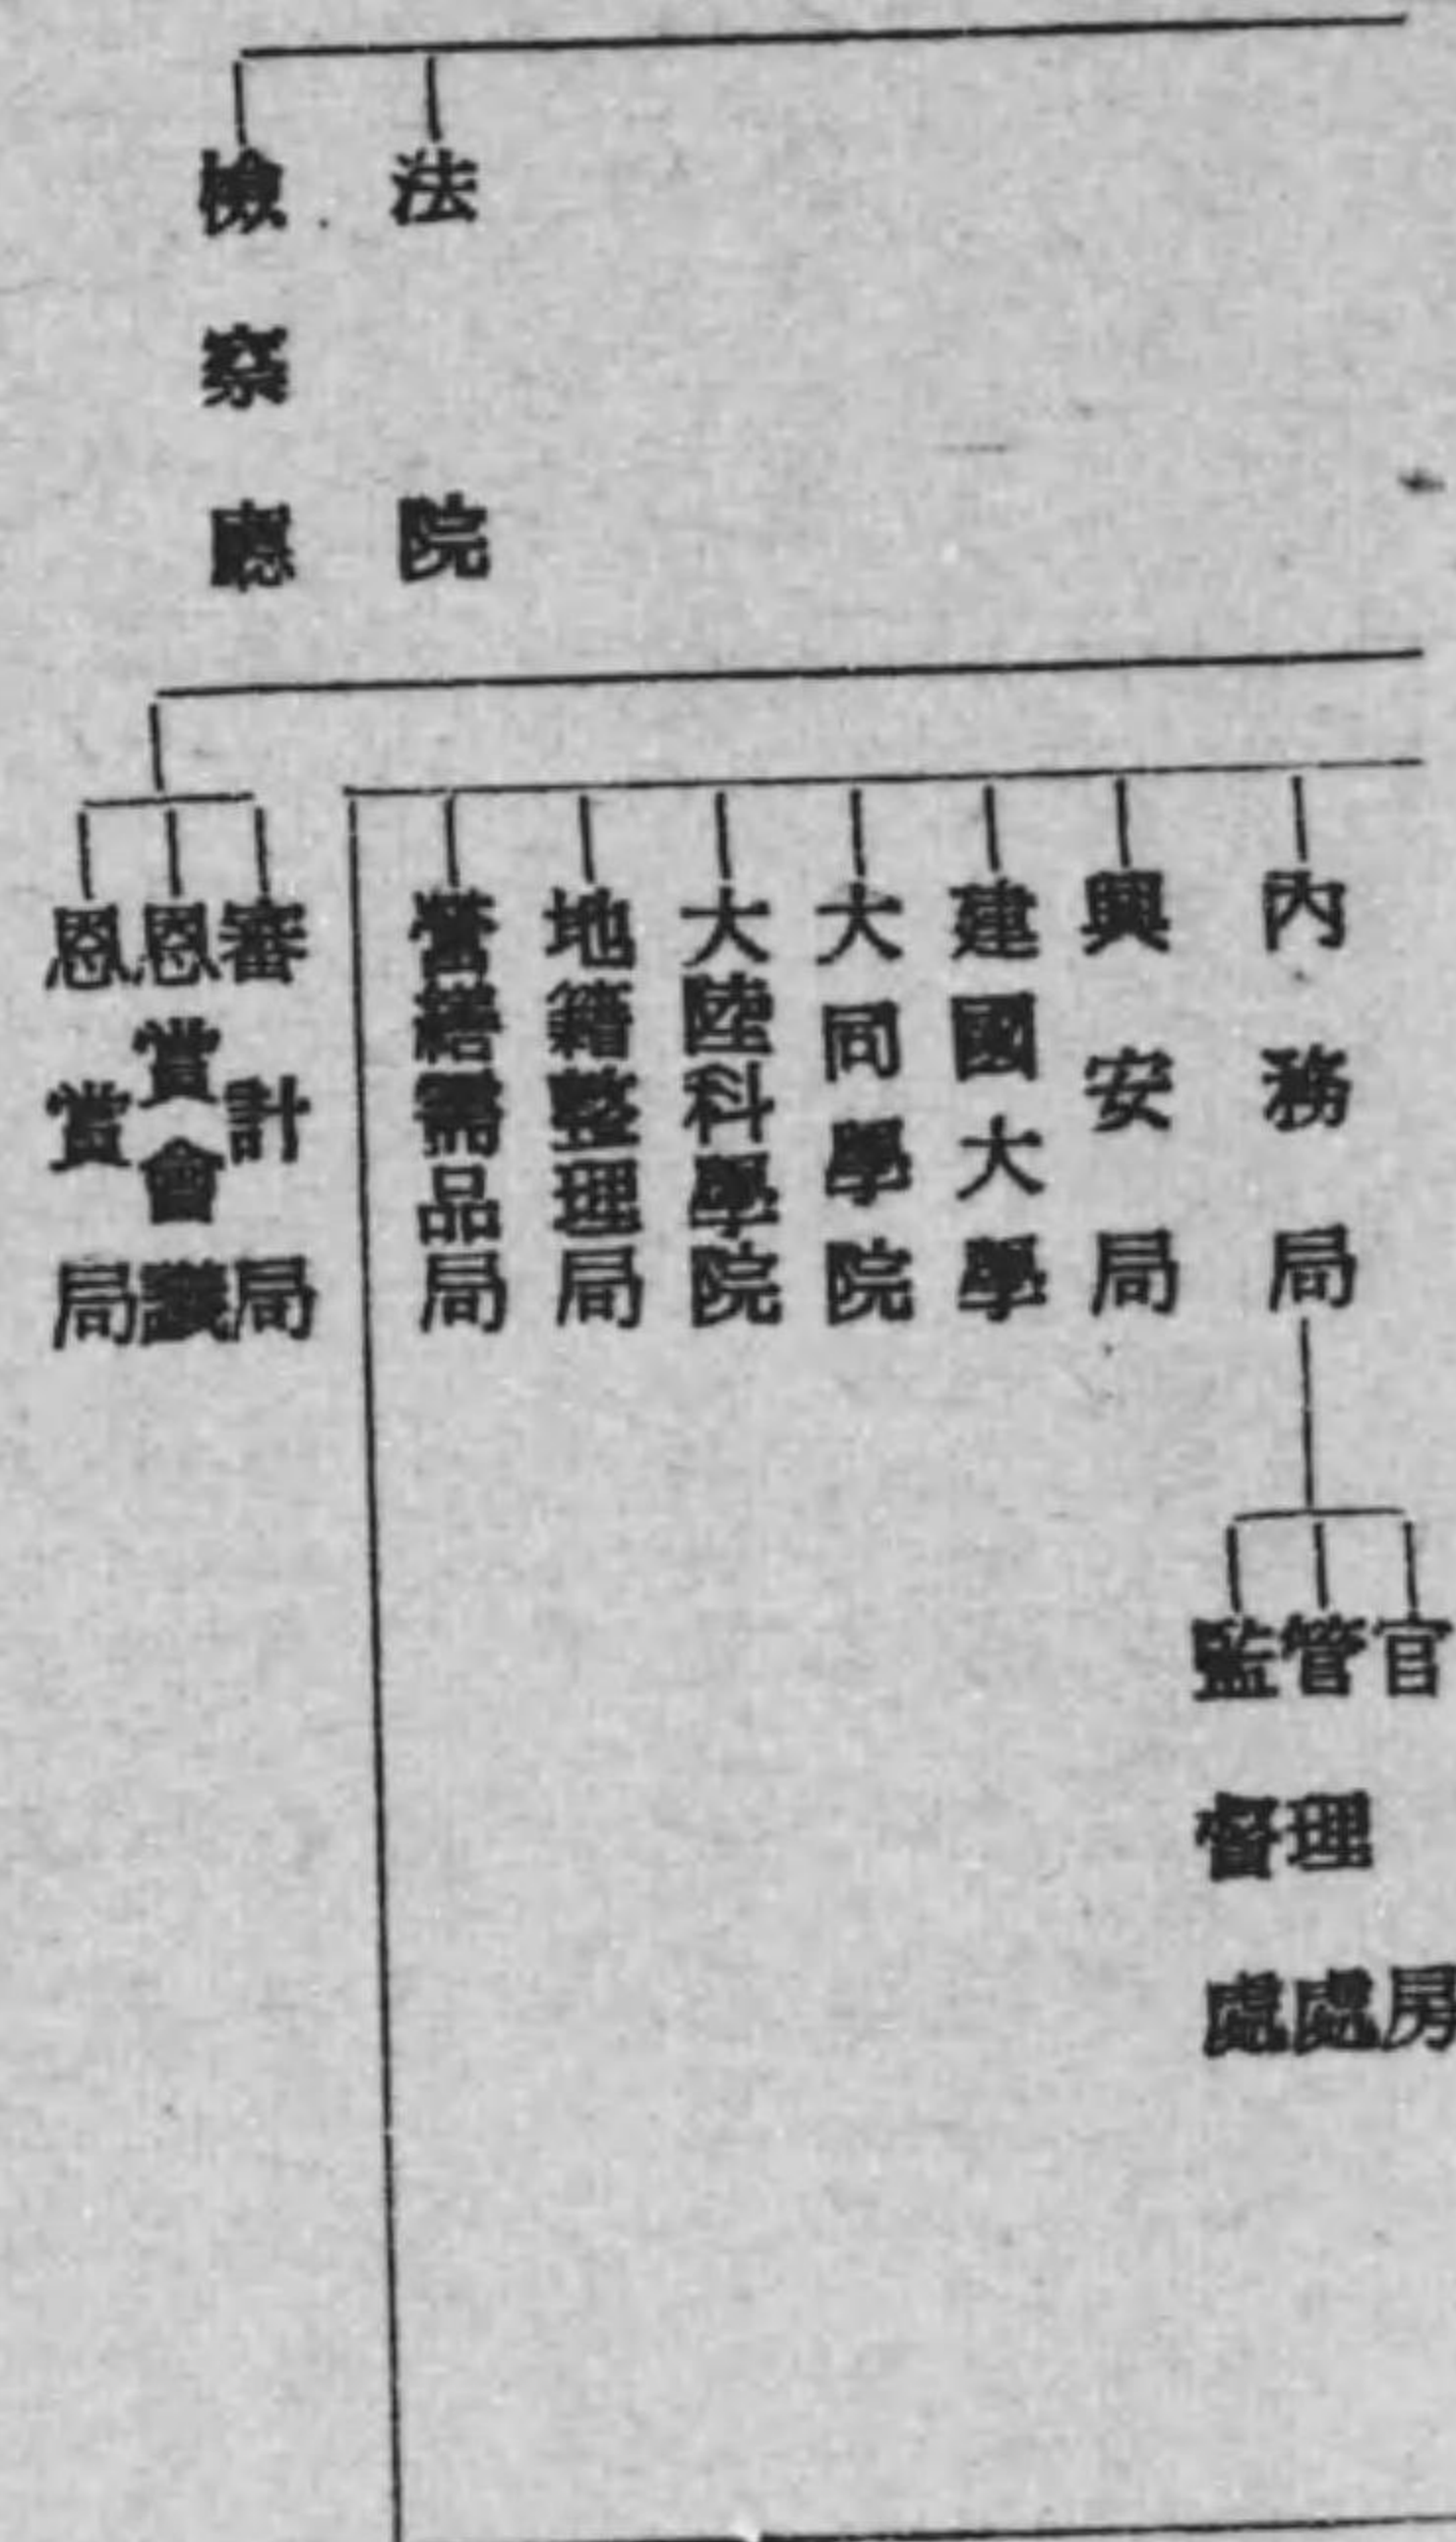 法院
檢察廳
內務局
官房
管理處
監督處
興安局
建國大學
大同學院
大陸科學院
地籍整理局
營繕需品局
審計局
恩賞會議
恩賞局